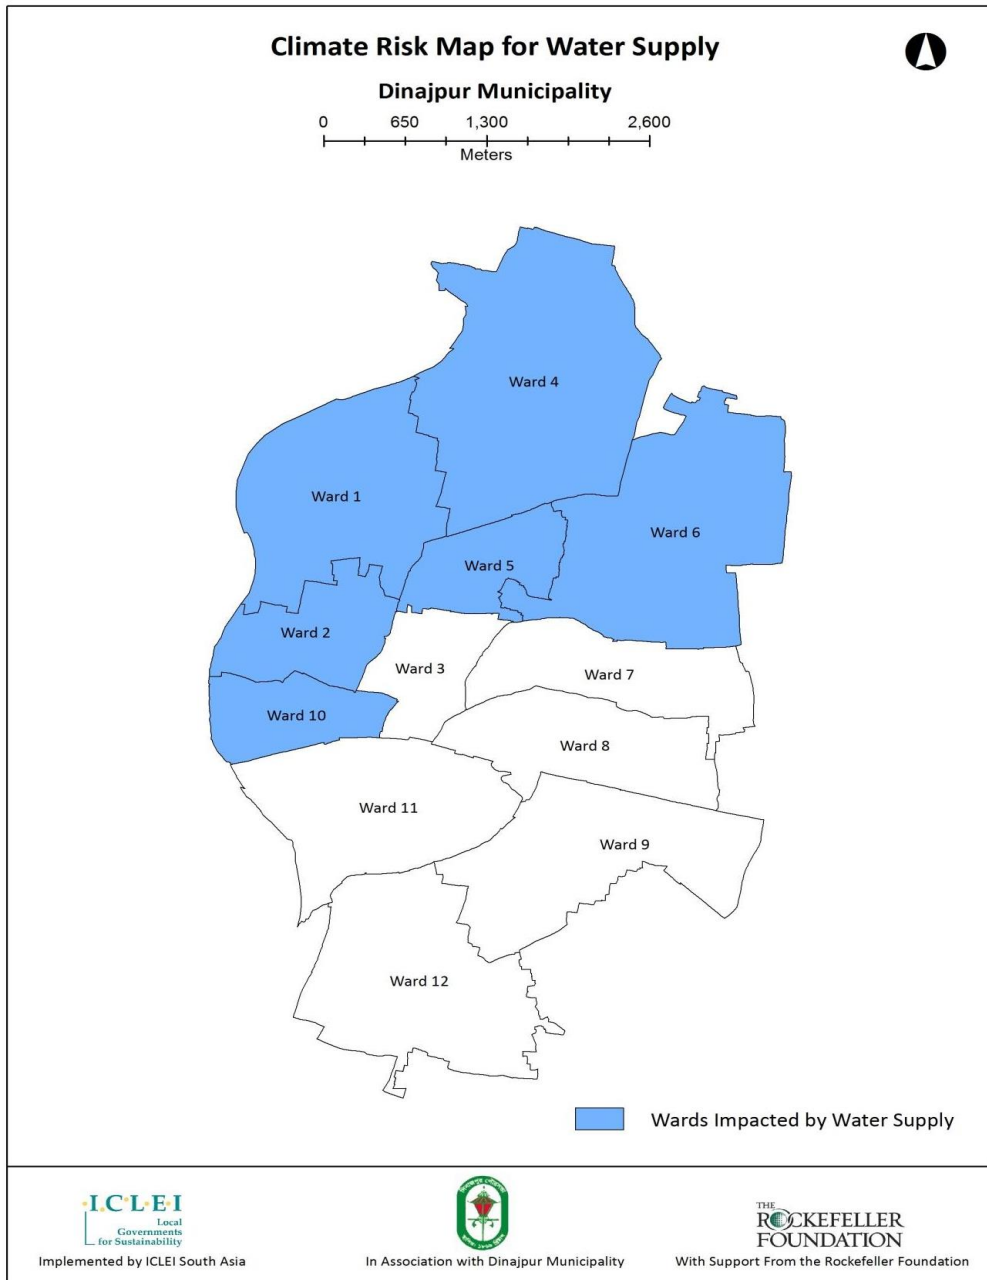 Climate Risk Map for Water Supply
Dinajpur Municipality
0 650 1,300 2,600
Meters
Ward 4
Ward 1
Ward 6
Ward 5
Ward 2
Ward 3
Ward 7
Ward 10
Ward 8
Ward 11
Ward 9
Ward 12
Wards Impacted by Water Supply
I.C.L.E.I
Local
Governments
for Sustainability
Implemented by ICLEI South Asia
In Association with Dinajpur Municipality
THE
ROCKEFELLER
FOUNDATION
With Support From the Rockefeller Foundation